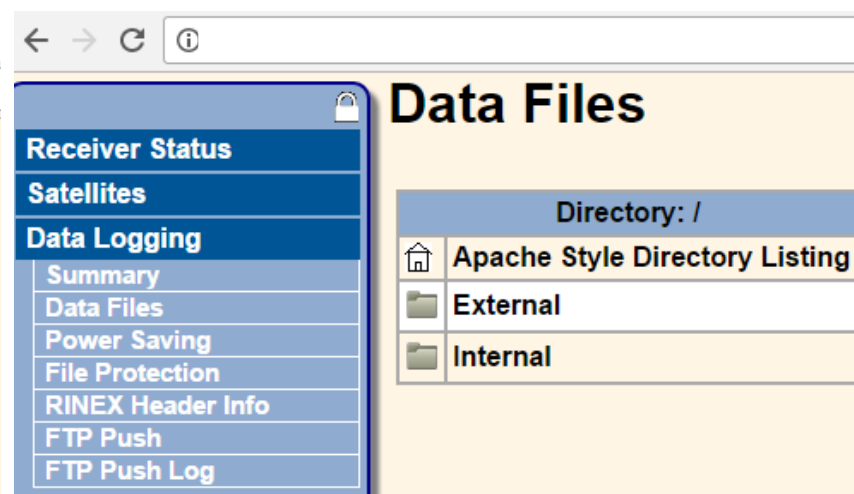 Data Files
Receiver Status
Satellites
Data Logging
Summary
Data Files
Power Saving
File Protection
RINEX Header Info
FTP Push
FTP Push Log
Directory: /
Apache Style Directory Listing
External
Internal